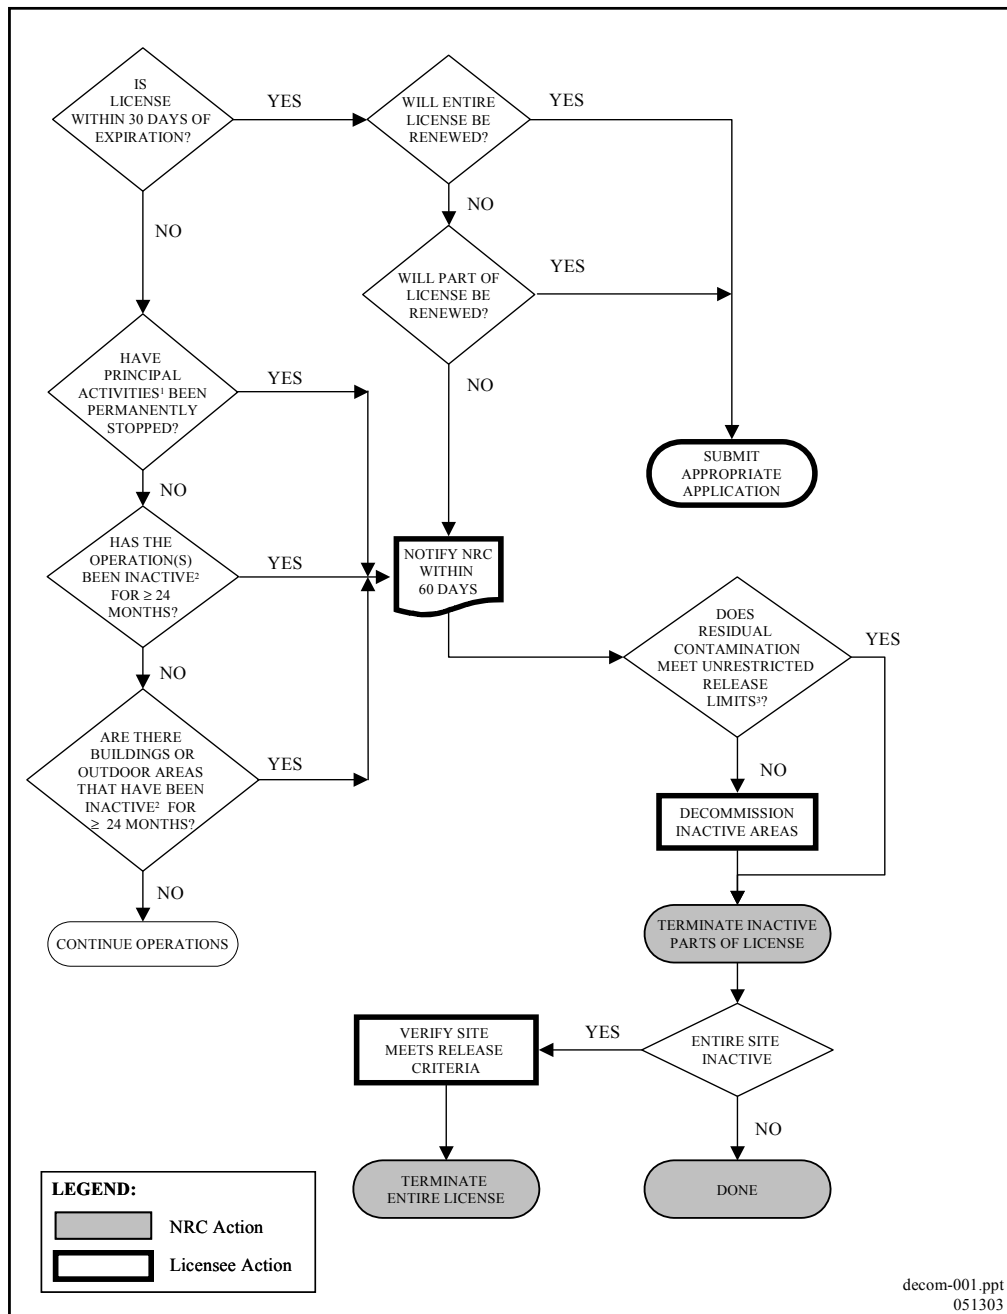 IS
LICENSE
WITHIN 30 DAYS OF
EXPIRATION?
YES
WILL ENTIRE
LICENSE BE
RENEWED?
YES
NO
NO
WILL PART OF
LICENSE BE
RENEWED?
YES
NO
HAVE
PRINCIPAL
ACTIVITIES¹ BEEN
PERMANENTLY
STOPPED?
YES
NO
SUBMIT
APPROPRIATE
APPLICATION
HAS THE
OPERATION(S)
BEEN INACTIVE²
FOR ≥ 24
MONTHS?
YES
NO
NOTIFY NRC
WITHIN
60 DAYS
DOES
RESIDUAL
CONTAMINATION
MEET UNRESTRICTED
RELEASE
LIMITS³?
YES
NO
ARE THERE
BUILDINGS OR
OUTDOOR AREAS
THAT HAVE BEEN
INACTIVE² FOR
≥ 24 MONTHS?
YES
NO
DECOMMISSION
INACTIVE AREAS
CONTINUE OPERATIONS
TERMINATE INACTIVE
PARTS OF LICENSE
ENTIRE SITE
INACTIVE
YES
NO
VERIFY SITE
MEETS RELEASE
CRITERIA
TERMINATE
ENTIRE LICENSE
DONE
LEGEND:
NRC Action
Licensee Action
decom-001.ppt
051303